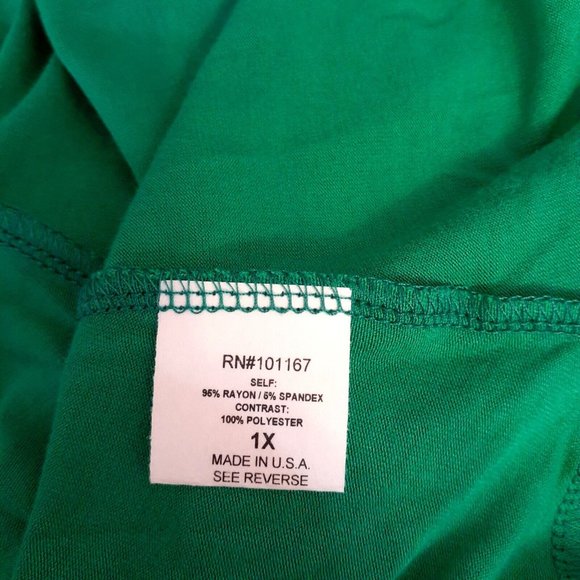 RN#101167
SELF:
95% RAYON / 5% SPANDEX
CONTRAST:
100% POLYESTER
1X
MADE IN U.S.A.
SEE REVERSE